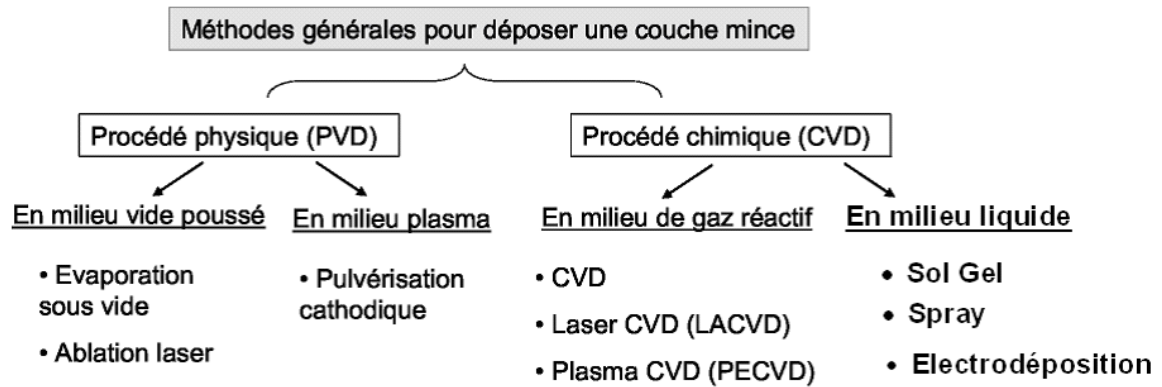 Méthodes générales pour déposer une couche mince
Procédé physique (PVD)
Procédé chimique (CVD)
En milieu vide poussé
En milieu plasma
En milieu de gaz réactif
En milieu liquide
• Evaporation
sous vide
• Ablation laser
• Pulvérisation
cathodique
• CVD
• Laser CVD (LACVD)
• Plasma CVD (PECVD)
• Sol Gel
• Spray
• Electrodéposition